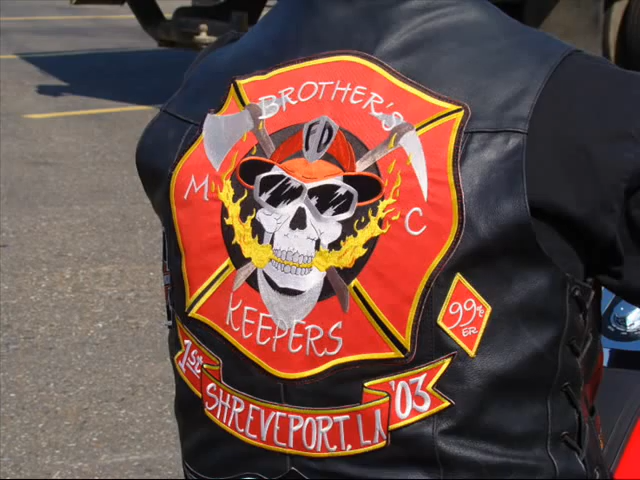 BROTHER'S
FD
M C
KEEPERS
99%
ER
1st SHREVEPORT, LA '03